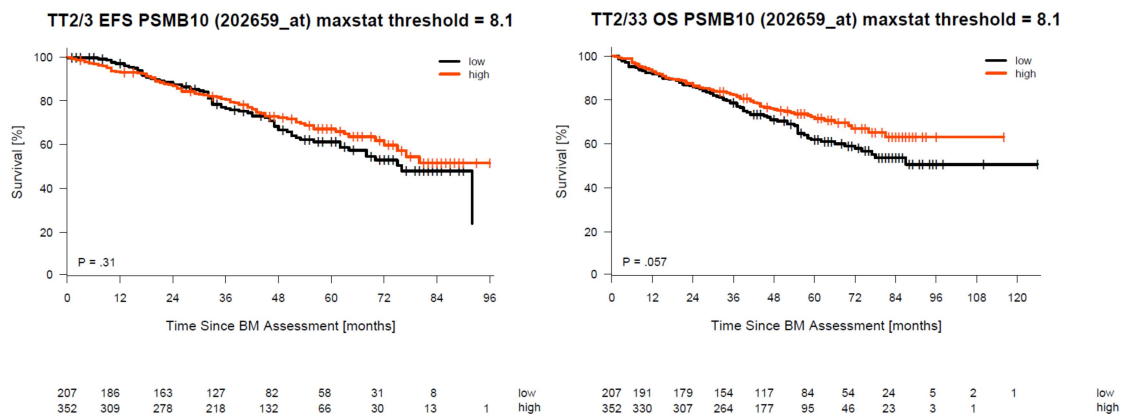 TT2/3 EFS PSMB10 (202659_at) maxstat threshold = 8.1
low
high
100
80
60
40
20
0
Survival [%]
P = .31
0 12 24 36 48 60 72 84 96
Time Since BM Assessment [months]
207 186 163 127 82 58 31 8 low
352 309 278 218 132 66 30 13 1 high
TT2/33 OS PSMB10 (202659_at) maxstat threshold = 8.1
low
high
100
80
60
40
20
0
Survival [%]
P = .057
0 12 24 36 48 60 72 84 96 108 120
Time Since BM Assessment [months]
207 191 179 154 117 84 54 24 5 2 1 low
352 330 307 264 177 95 46 23 3 1 high